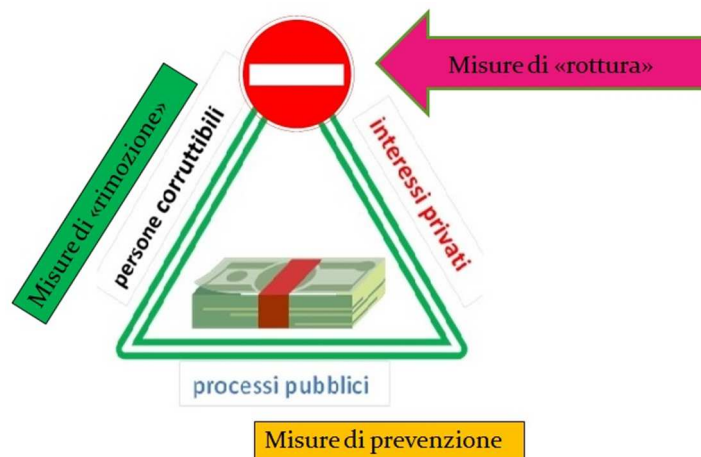 Misure di «rottura»
Misure di «rimozione»
persone corruttibili
interessi privati
processi pubblici
Misure di prevenzione